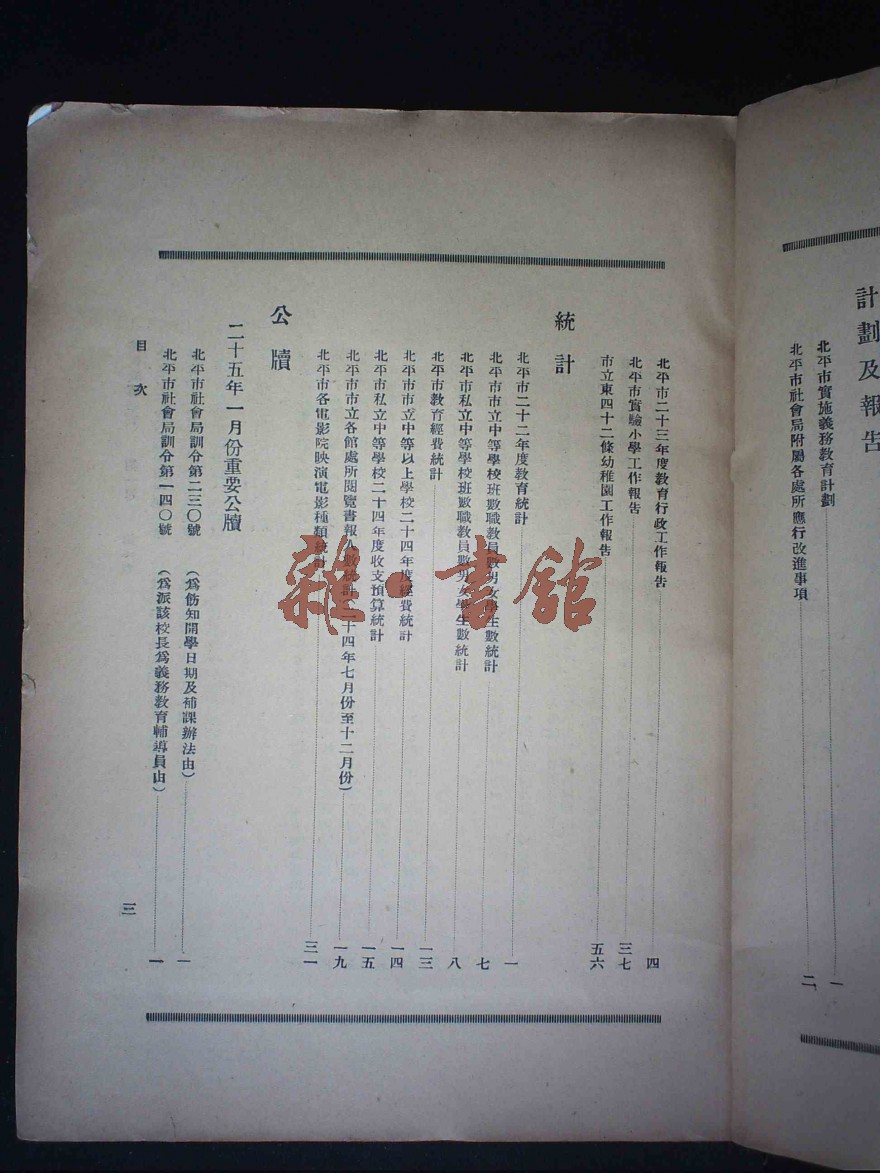 計劃及報告
北平市實施義務教育計劃 一
北平市社會局附屬各處所應行改進事項 二
北平市二十三年度教育行政工作報告 四
北平市實驗小學工作報告 三七
市立東四十二條幼稚園工作報告 五六
統計
北平市二十二年度教育統計 一
北平市市立中等學校班數職教員數男女學生數統計 七
北平市私立中等學校班數職教員數男女學生數統計 八
北平市教育經費統計 一三
北平市市立中等以上學校二十四年度經費統計 一四
北平市私立中等學校二十四年度收支預算統計 一五
北平市市立各館處所閱覽書報人數統計(二十四年七月份至十二月份) 一九
北平市各電影院映演電影種類統計 三一
公牘
二十五年一月份重要公牘
北平市社會局訓令第二三〇號 (爲飭知開學日期及補課辦法由) 一
北平市社會局訓令第一四〇號 (爲派該校長爲義務教育輔導員由) 一
目次
三
雜·書館